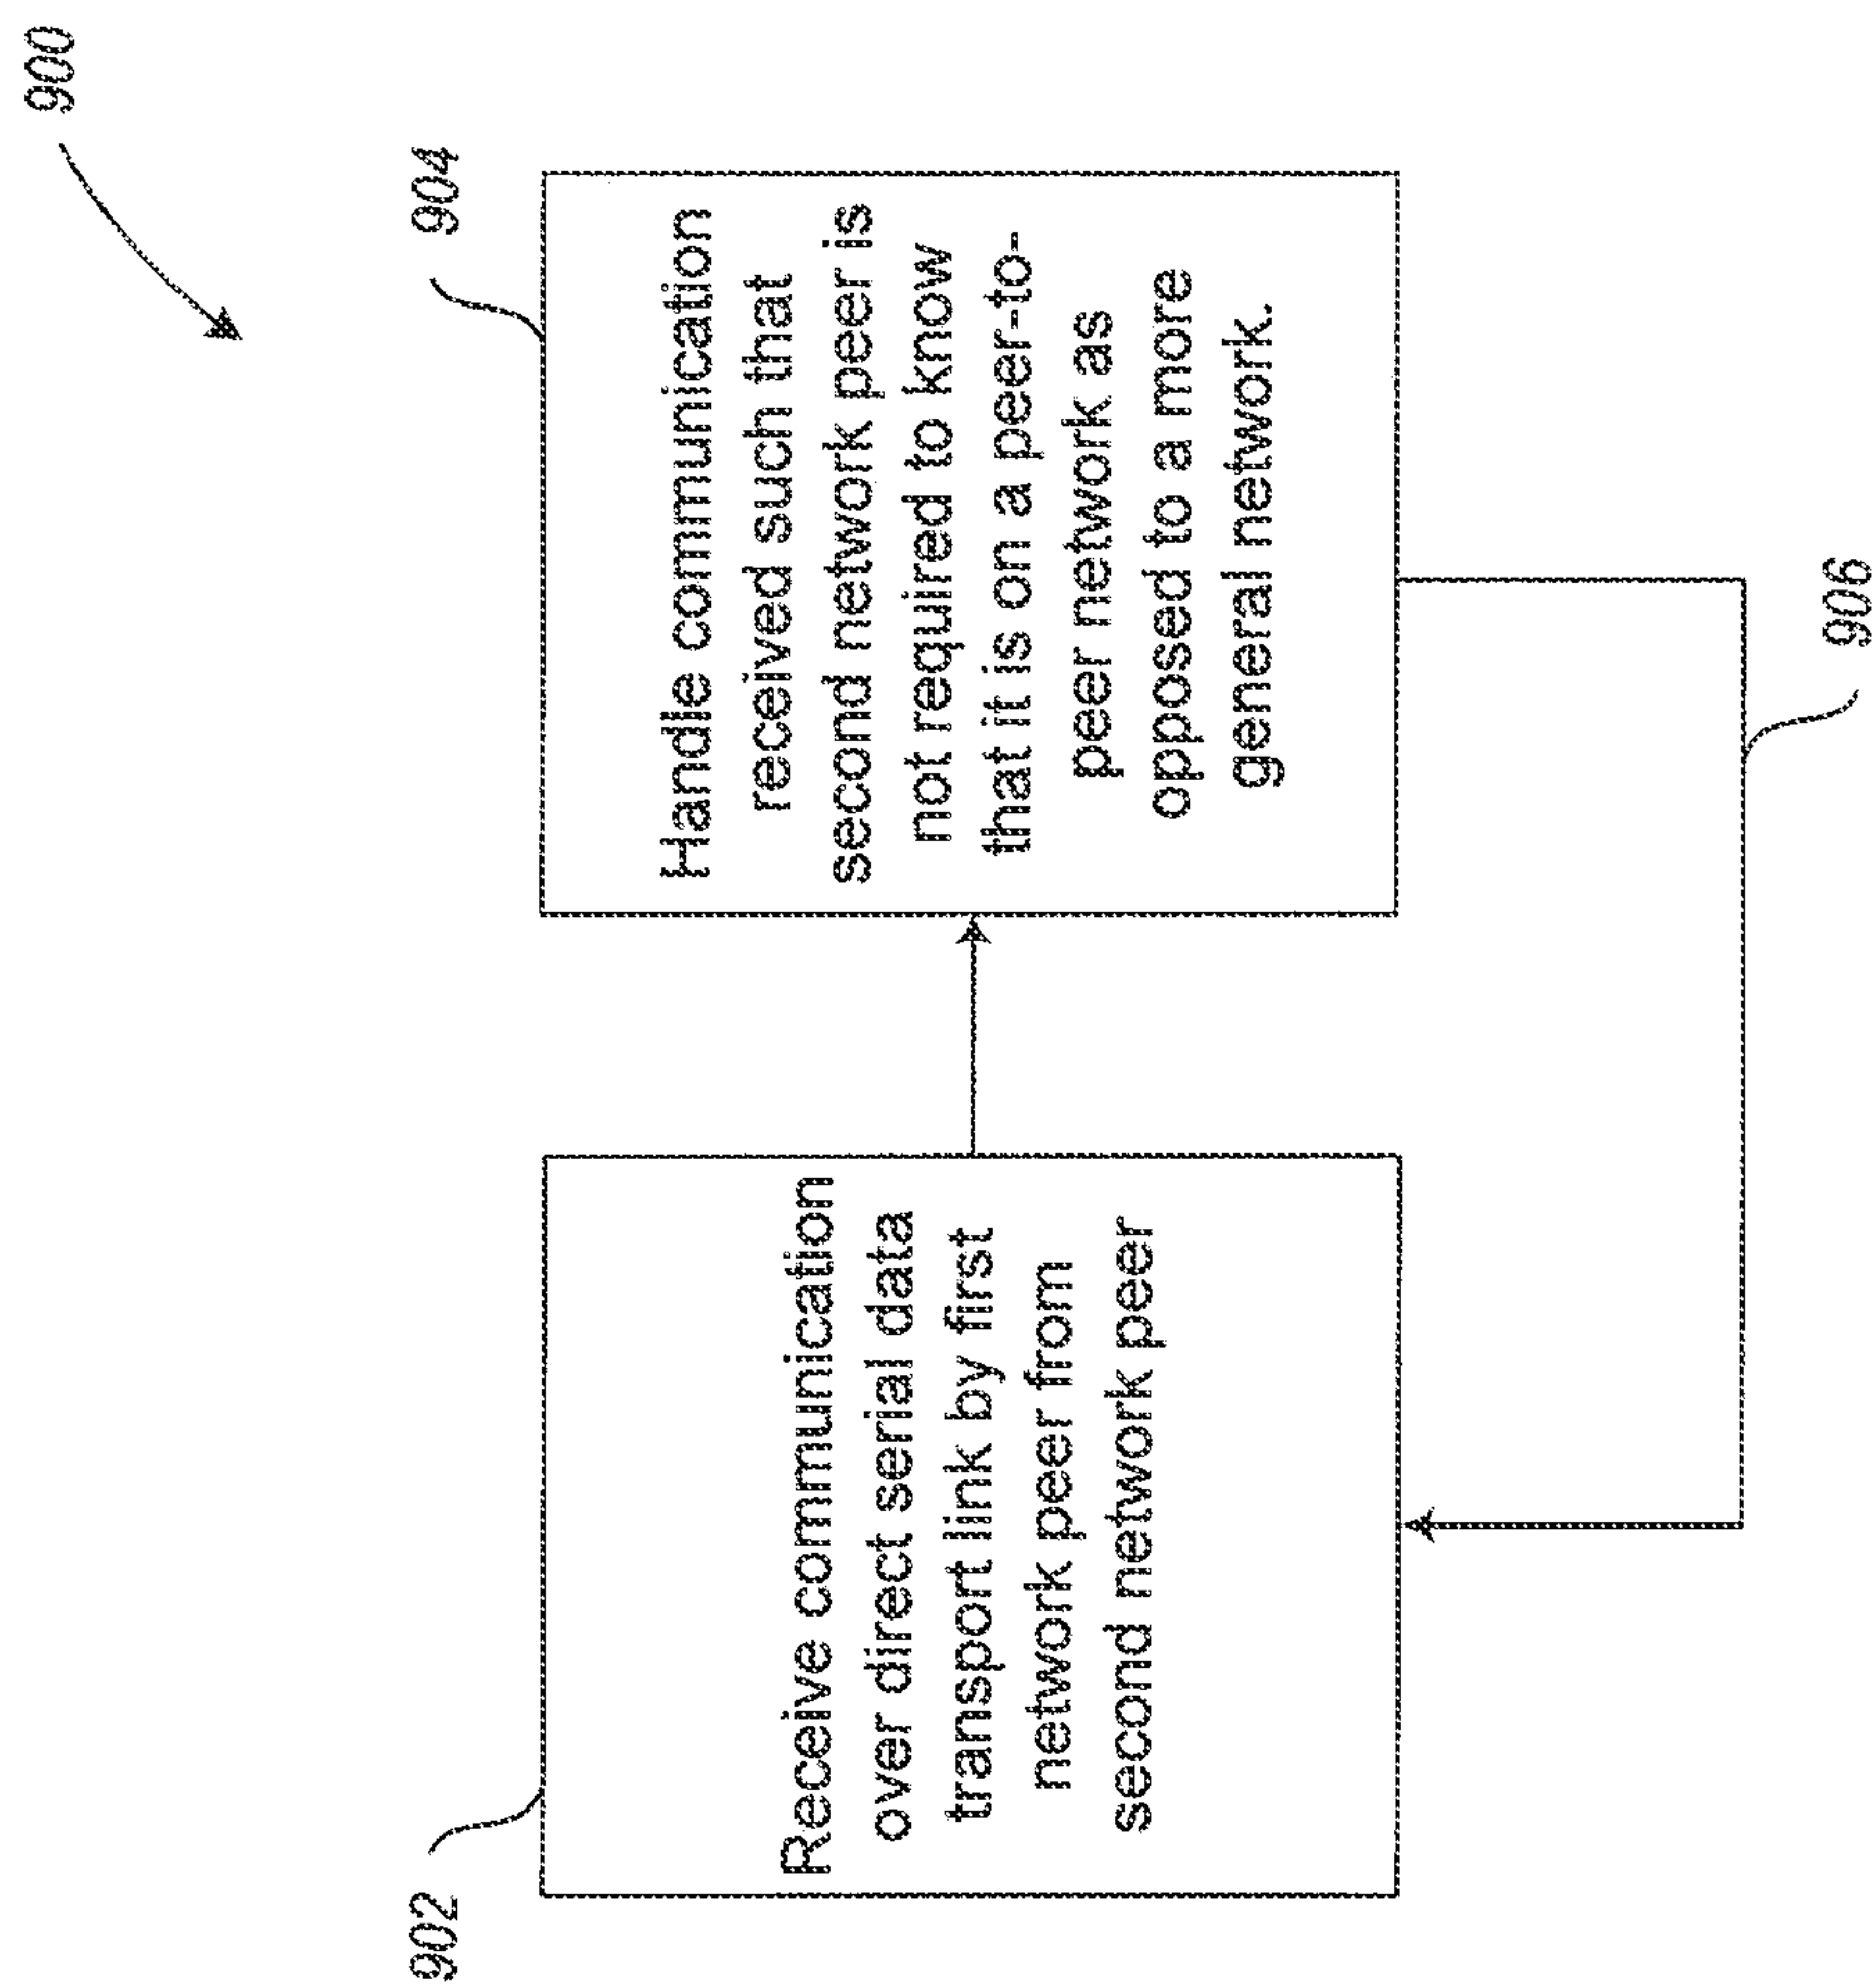 900
902
Receive communication
over direct serial data
transport link by first
network peer from
second network peer
904
Handle communication
received such that
second network peer is
not required to know
that it is on a peer-to-
peer network as
opposed to a more
general network.
906